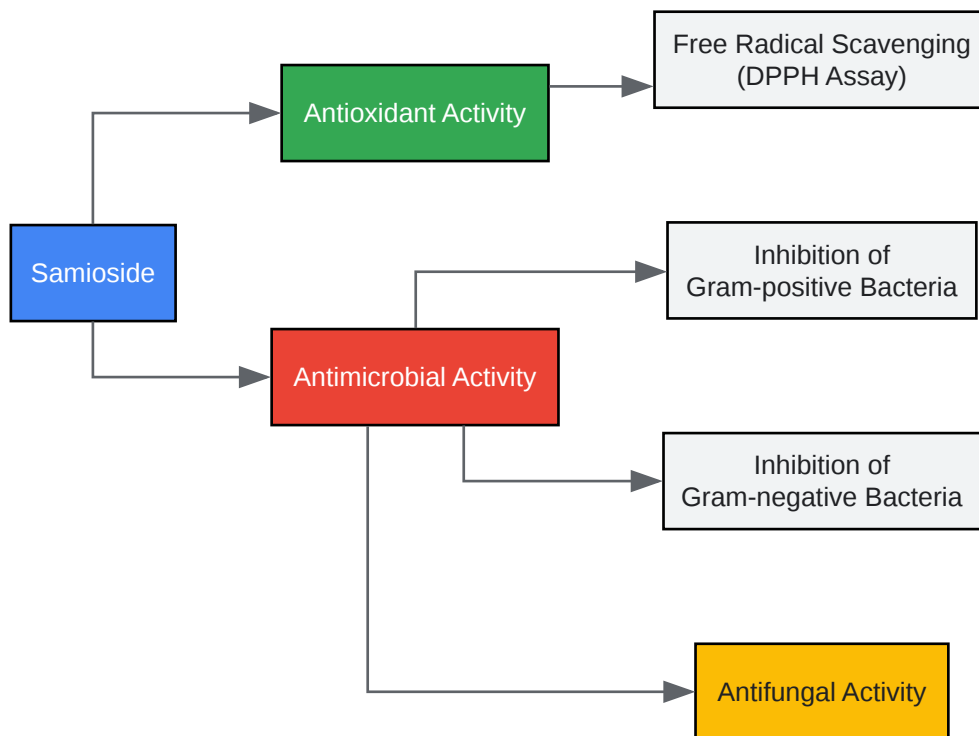 Free Radical Scavenging
(DPPH Assay)
Antioxidant Activity
Samioside
Inhibition of
Gram-positive Bacteria
Antimicrobial Activity
Inhibition of
Gram-negative Bacteria
Antifungal Activity